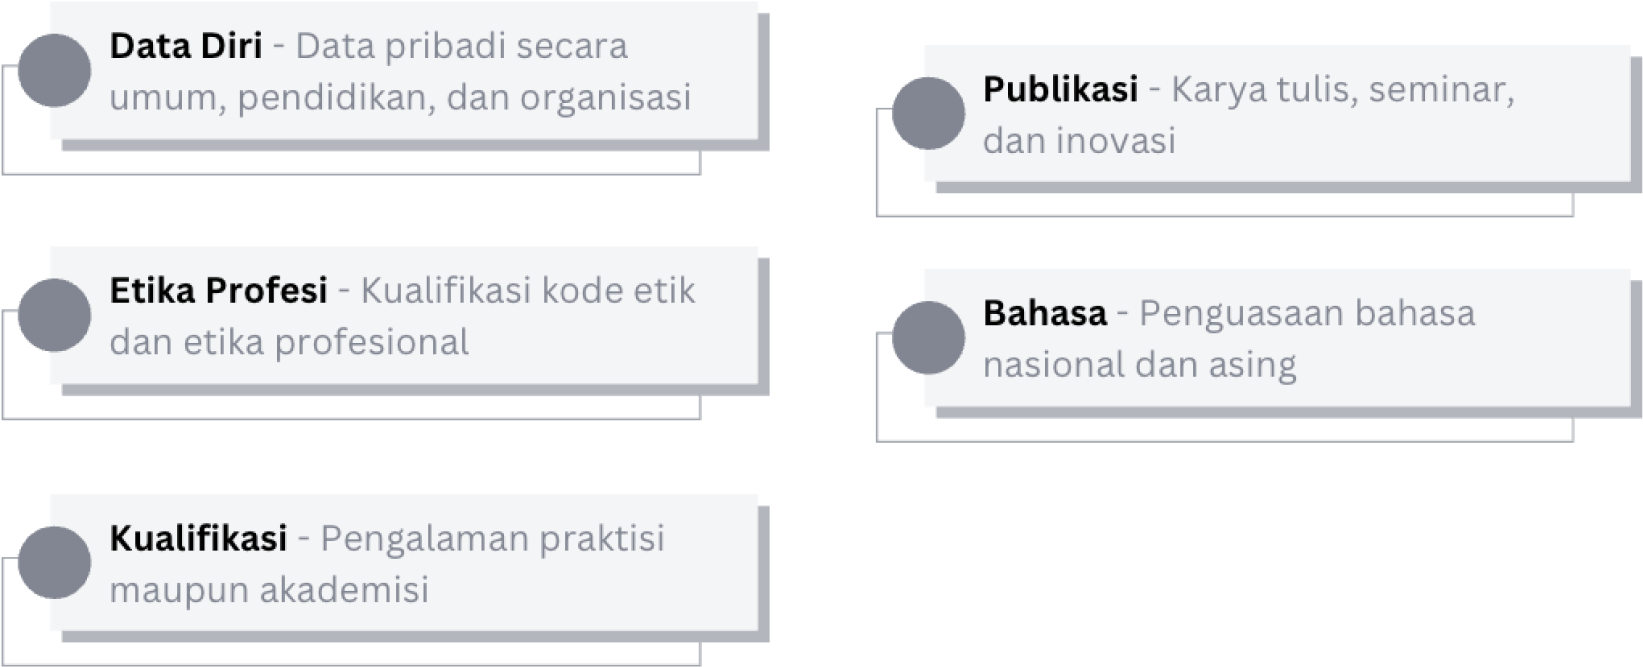 Data Diri - Data pribadi secara
umum, pendidikan, dan organisasi
Etika Profesi - Kualifikasi kode etik
dan etika profesional
Kualifikasi - Pengalaman praktisi
maupun akademisi
Publikasi - Karya tulis, seminar,
dan inovasi
Bahasa - Penguasaan bahasa
nasional dan asing